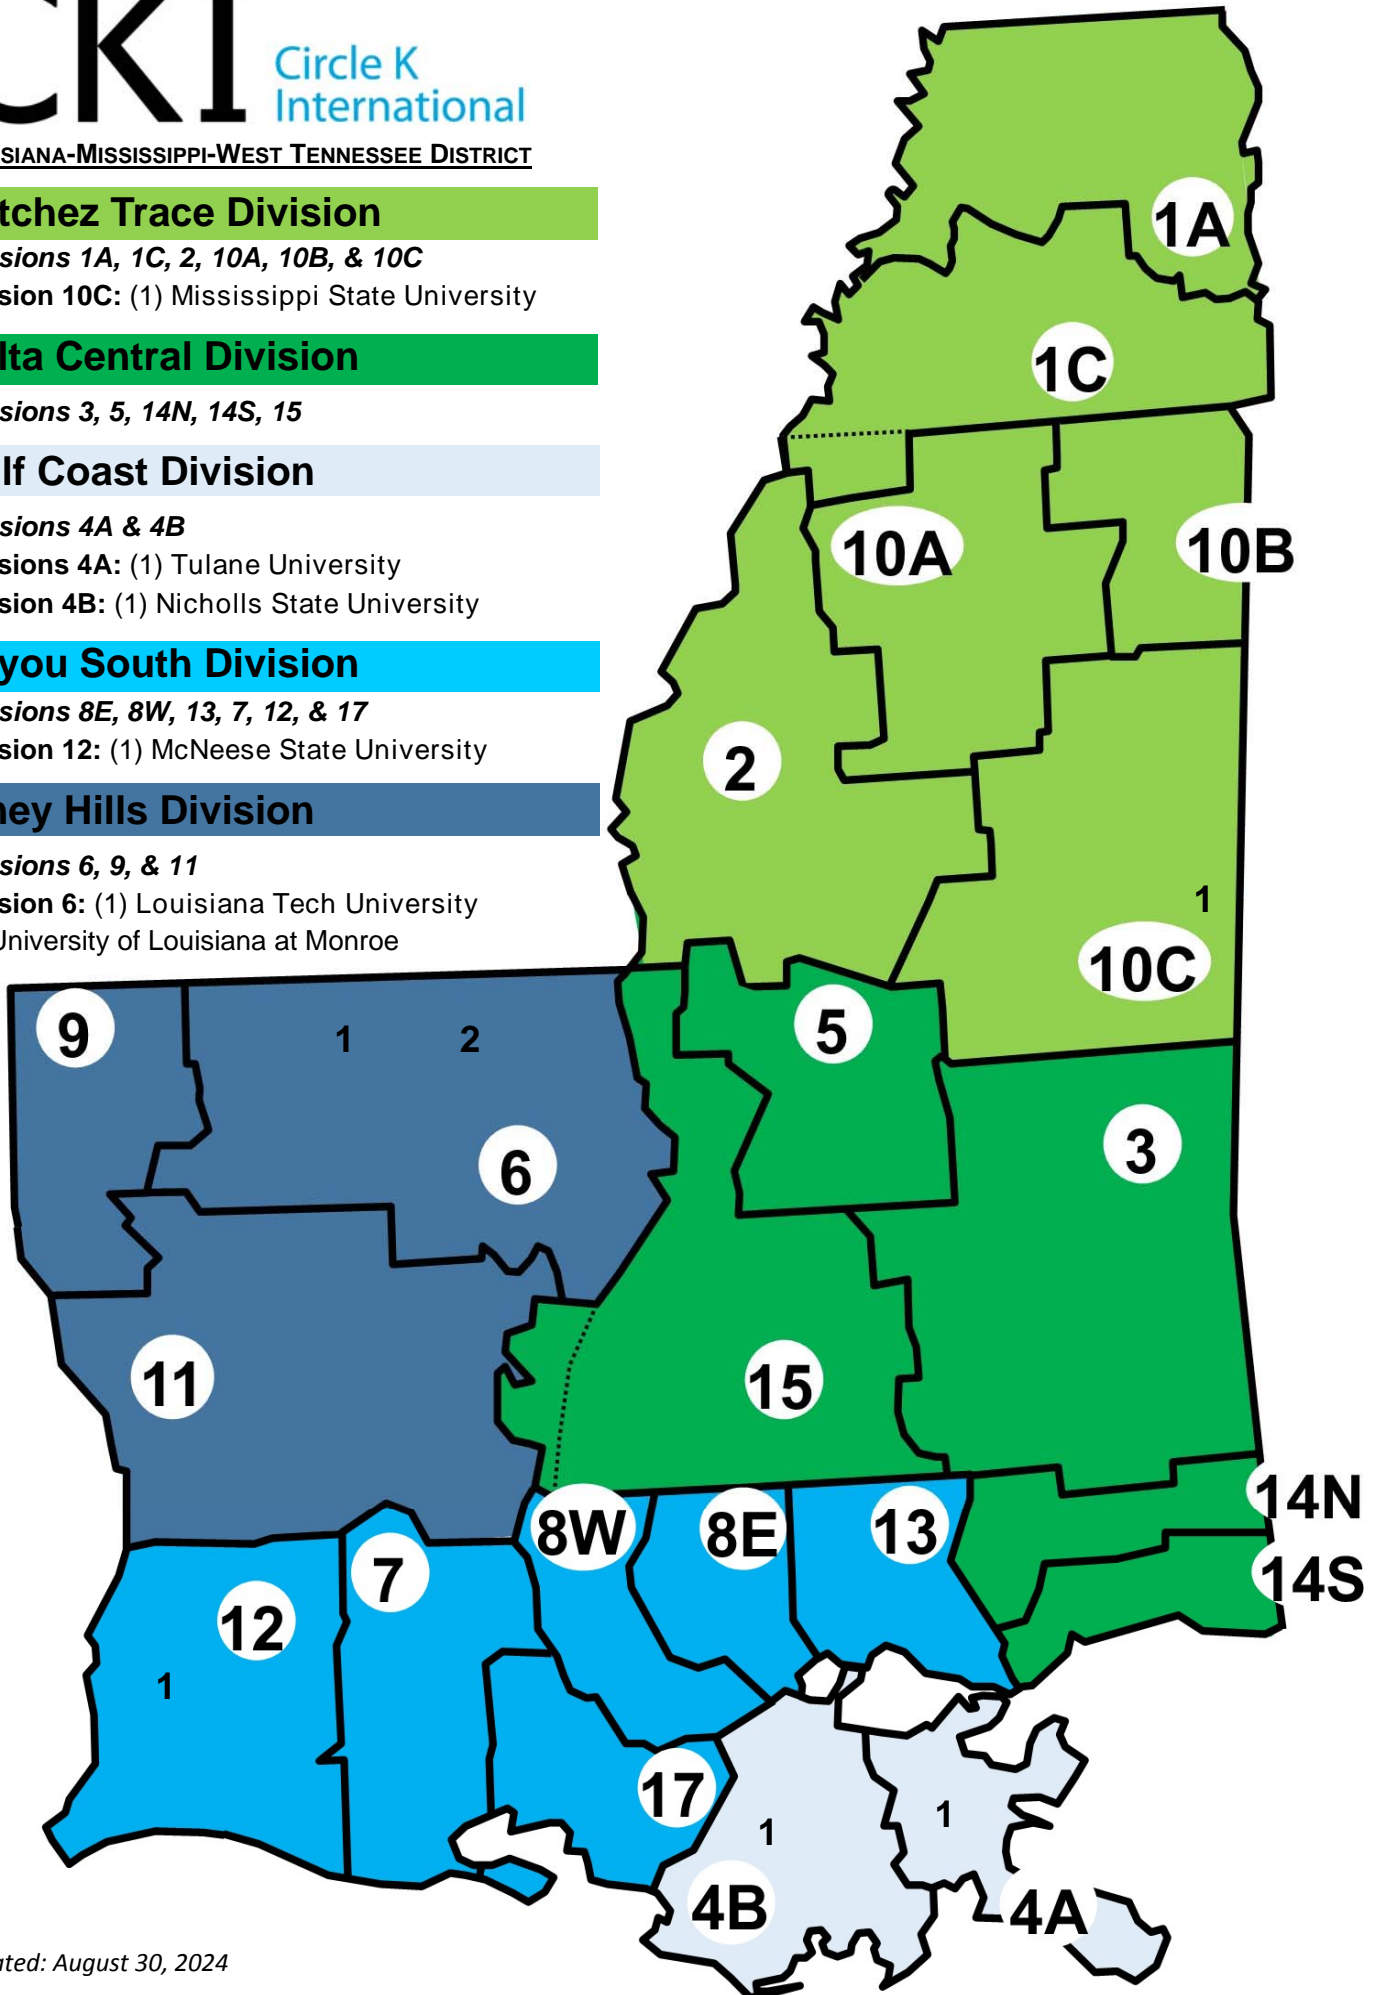 CKI
Circle K
International
SIANA-MISSISSIPPI-WEST TENNESSEE DISTRICT
tchez Trace Division
sions 1A, 1C, 2, 10A, 10B, & 10C
sion 10C: (1) Mississippi State University
lta Central Division
sions 3, 5, 14N, 14S, 15
lf Coast Division
sions 4A & 4B
sions 4A: (1) Tulane University
sion 4B: (1) Nicholls State University
you South Division
sions 8E, 8W, 13, 7, 12, & 17
sion 12: (1) McNeese State University
ney Hills Division
sions 6, 9, & 11
sion 6: (1) Louisiana Tech University
University of Louisiana at Monroe
1A
1C
10A
10B
2
1
10C
9
1
2
5
6
3
11
15
14N
8W
8E
13
7
14S
12
1
17
1
1
4B
4A
ated: August 30, 2024